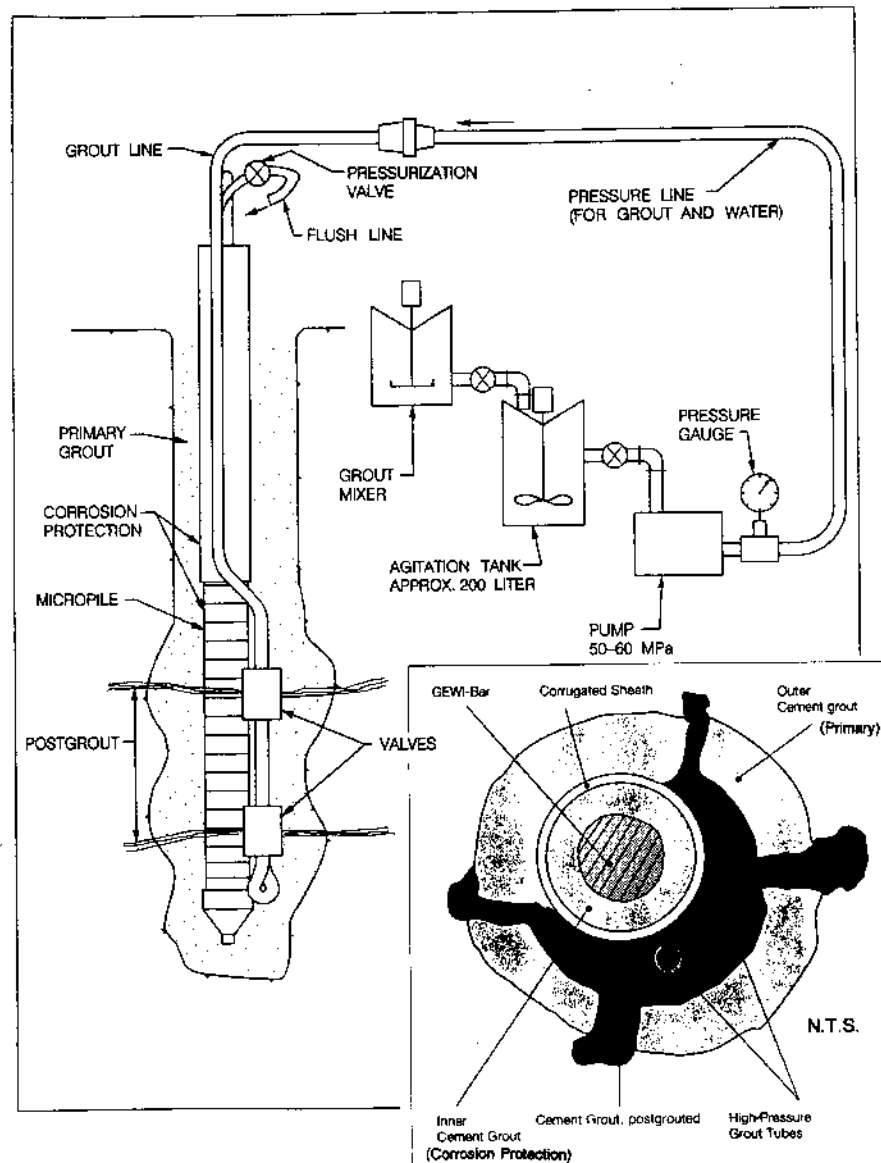 GROUT LINE
PRESSURIZATION
VALVE
FLUSH LINE
PRESSURE LINE
(FOR GROUT AND WATER)
PRIMARY
GROUT
GROUT
MIXER
PRESSURE
GAUGE
CORROSION
PROTECTION
AGITATION TANK
APPROX. 200 LITER
MICROPILE
PUMP
50–60 MPa
POSTGROUT
VALVES
GEWI-Bar
Corrugated Sheath
Outer
Cement grout
(Primary)
N.T.S.
Inner
Cement Grout
(Corrosion Protection)
Cement Grout, postgrouted
High-Pressure
Grout Tubes